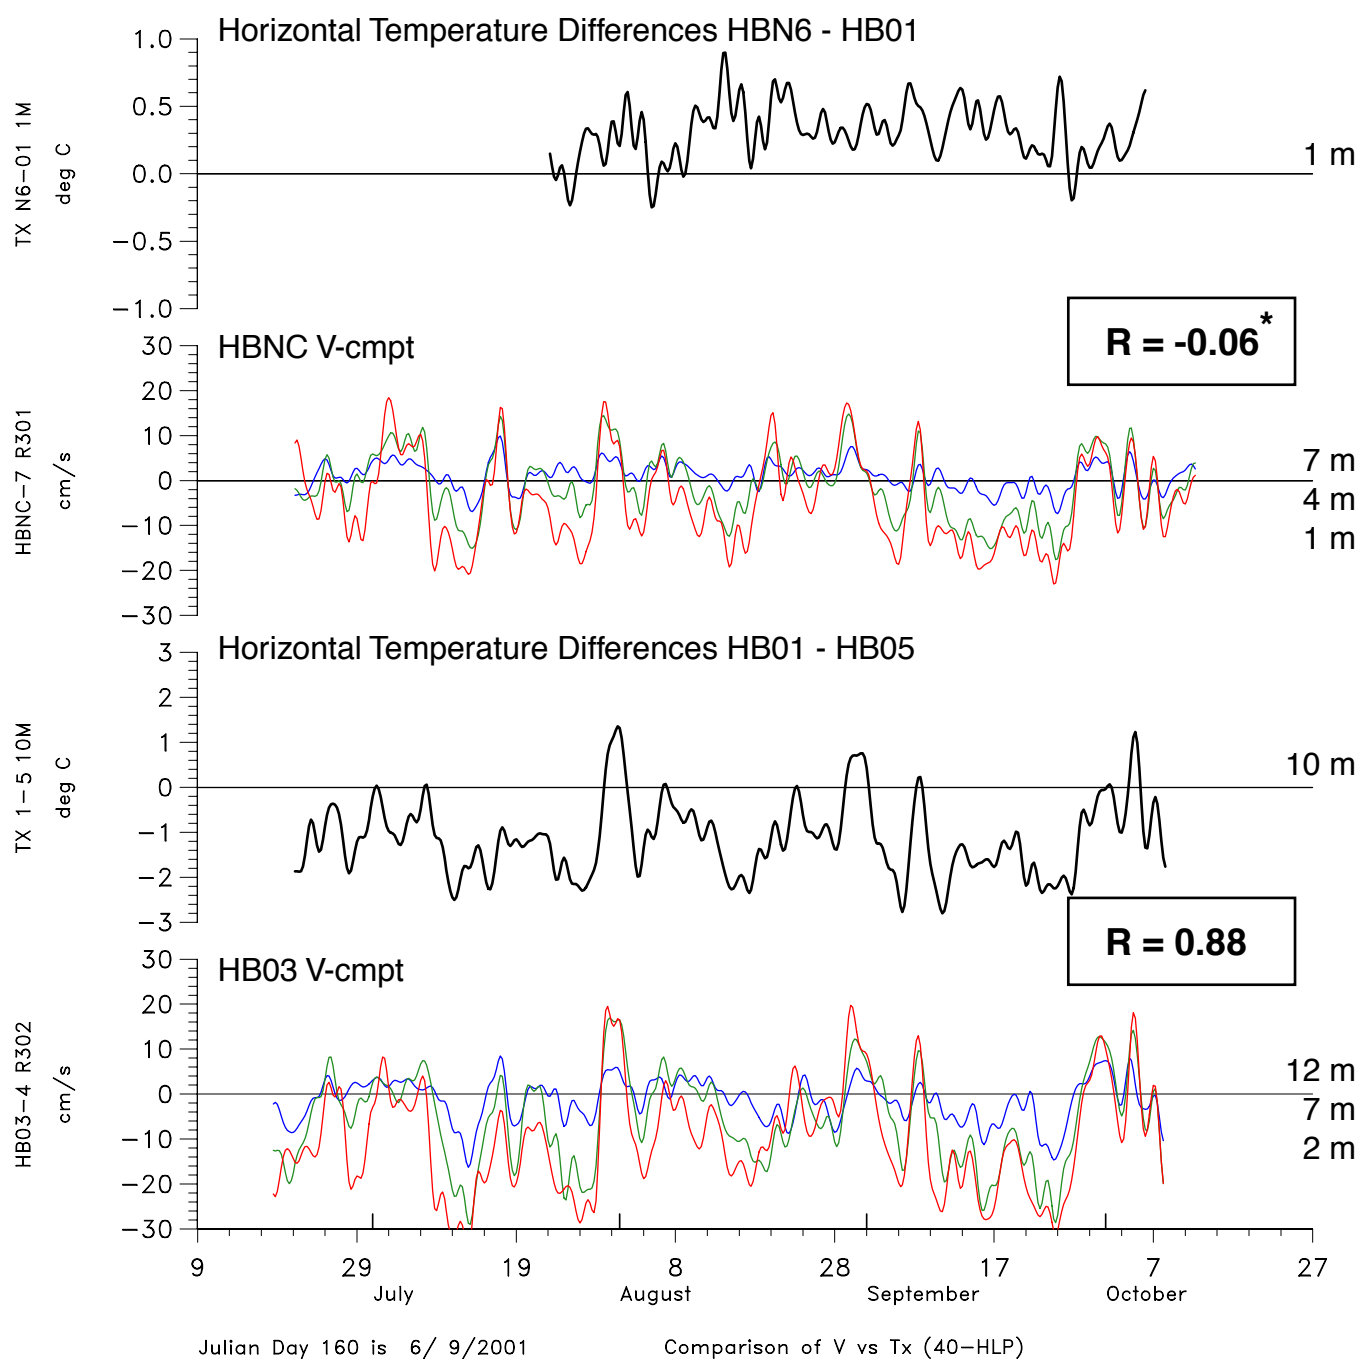 Horizontal Temperature Differences HBN6 - HB01
1.0
0.5
0.0
−0.5
−1.0
TX N6−01 1M
deg C
1 m
R = -0.06*
HBNC V-cmpt
30
20
10
0
−10
−20
−30
HBNC−7 R301
cm/s
7 m
4 m
1 m
Horizontal Temperature Differences HB01 - HB05
3
2
1
0
−1
−2
−3
TX 1−5 10M
deg C
10 m
R = 0.88
HB03 V-cmpt
30
20
10
0
−10
−20
−30
HB03−4 R302
cm/s
12 m
7 m
2 m
9 29 19 8 28 17 7 27
July August September October
Julian Day 160 is 6/ 9/2001 Comparison of V vs Tx (40−HLP)